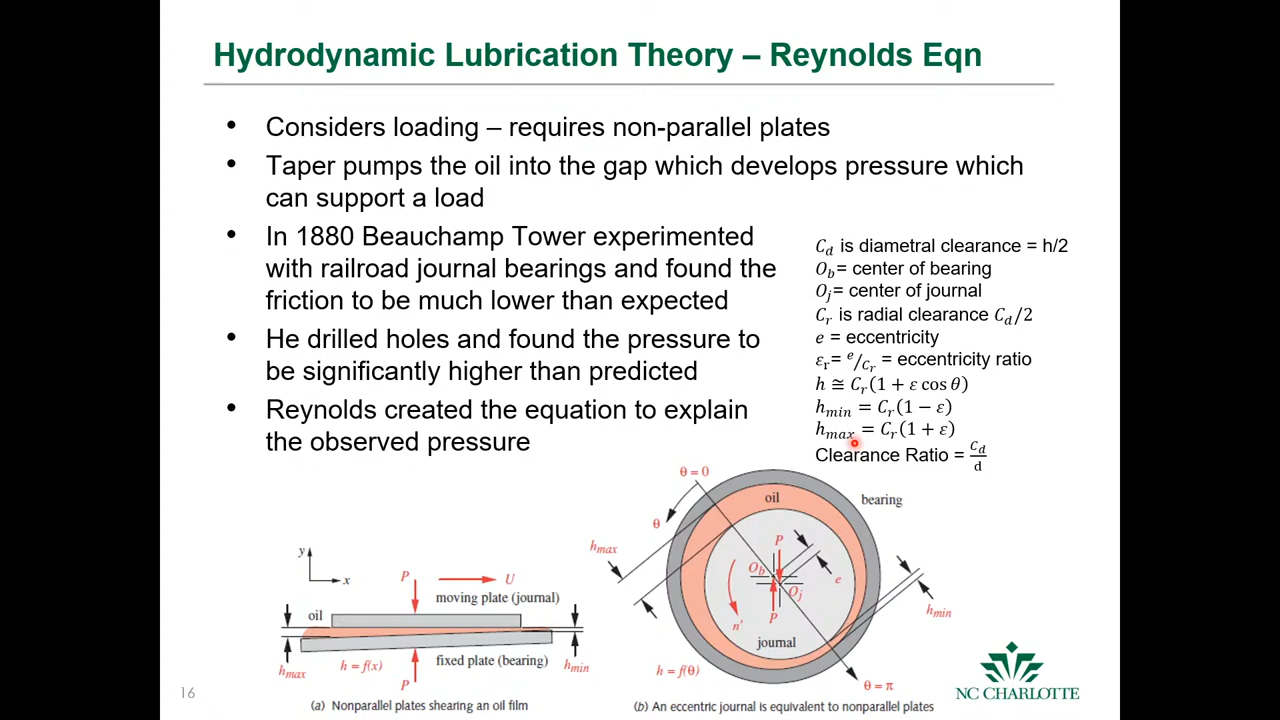 Hydrodynamic Lubrication Theory – Reynolds Eqn
• Considers loading – requires non-parallel plates
• Taper pumps the oil into the gap which develops pressure which
can support a load
• In 1880 Beauchamp Tower experimented
with railroad journal bearings and found the
friction to be much lower than expected
• He drilled holes and found the pressure to
be significantly higher than predicted
• Reynolds created the equation to explain
the observed pressure
C_d is diametral clearance = h/2
O_b= center of bearing
O_j= center of journal
C_r is radial clearance C_d/2
e = eccentricity
ε_r= e/C_r = eccentricity ratio
h ≅ C_r(1 + ε cos θ)
h_min = C_r(1 − ε)
h_max = C_r(1 + ε)
Clearance Ratio = C_d/d
y
x
P
U
oil
moving plate (journal)
h_max
h = f(x)
fixed plate (bearing)
h_min
P
(a) Nonparallel plates shearing an oil film
θ = 0
θ
oil
bearing
h_max
P
O_b
e
O_j
n'
P
h_min
journal
h = f(θ)
θ = π
(b) An eccentric journal is equivalent to nonparallel plates
16
NC CHARLOTTE